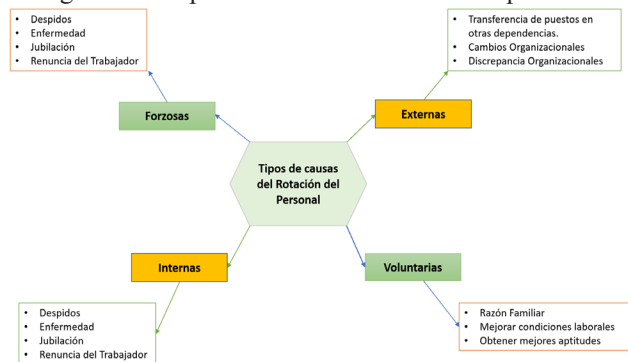 • Despidos
• Enfermedad
• Jubilación
• Renuncia del Trabajador
• Transferencia de puestos en
otras dependencias.
• Cambios Organizacionales
• Discrepancia Organizacionales
Forzosas
Externas
Tipos de causas
del Rotación del
Personal
Internas
Voluntarias
• Despidos
• Enfermedad
• Jubilación
• Renuncia del Trabajador
• Razón Familiar
• Mejorar condiciones laborales
• Obtener mejores aptitudes